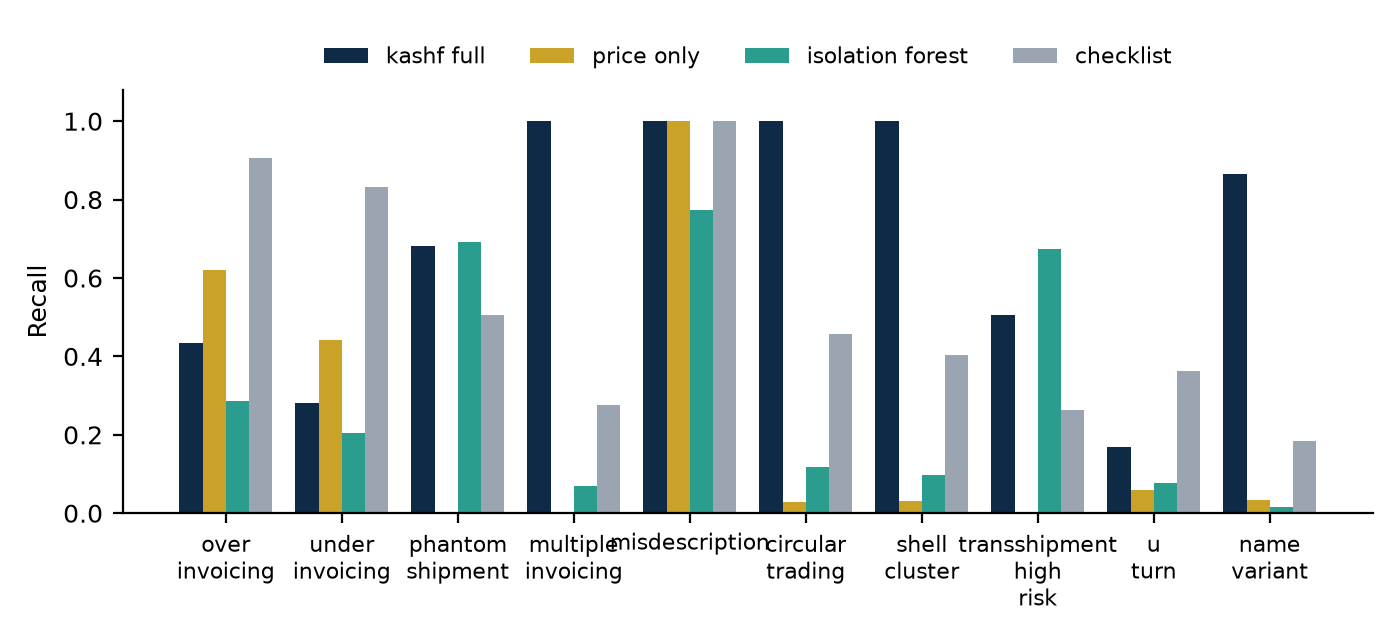 kashf full price only isolation forest checklist
1.0
0.8
0.6
0.4
0.2
0.0
Recall
over invoicing
under invoicing
phantom shipment
multiple invoicing
misdescription
circular trading
shell cluster
transshipment high risk
u turn
name variant